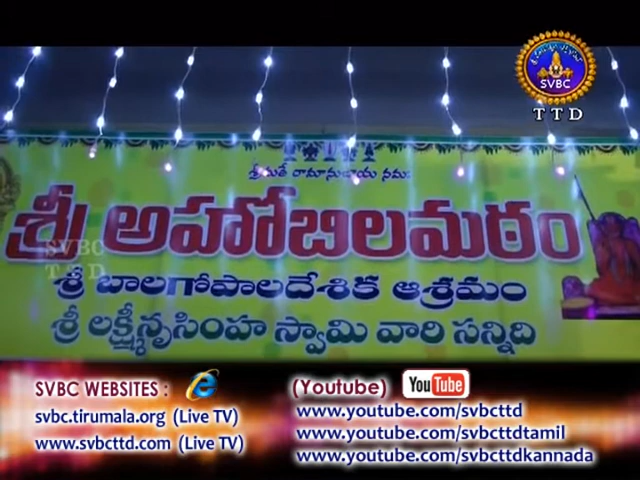 SVBC
TTD
శ్రీమతే రామానుజాయ నమః
శ్రీ అహోబిలమఠం
SVBC
TTD
శ్రీ బాలగోపాలదేశిక ఆశ్రమం
శ్రీ లక్ష్మీనృసింహ స్వామి వారి సన్నిది
SVBC WEBSITES : (Youtube) YouTube
svbc.tirumala.org (Live TV) www.youtube.com/svbcttd
www.svbcttd.com (Live TV) www.youtube.com/svbcttdtamil
www.youtube.com/svbcttdkannada